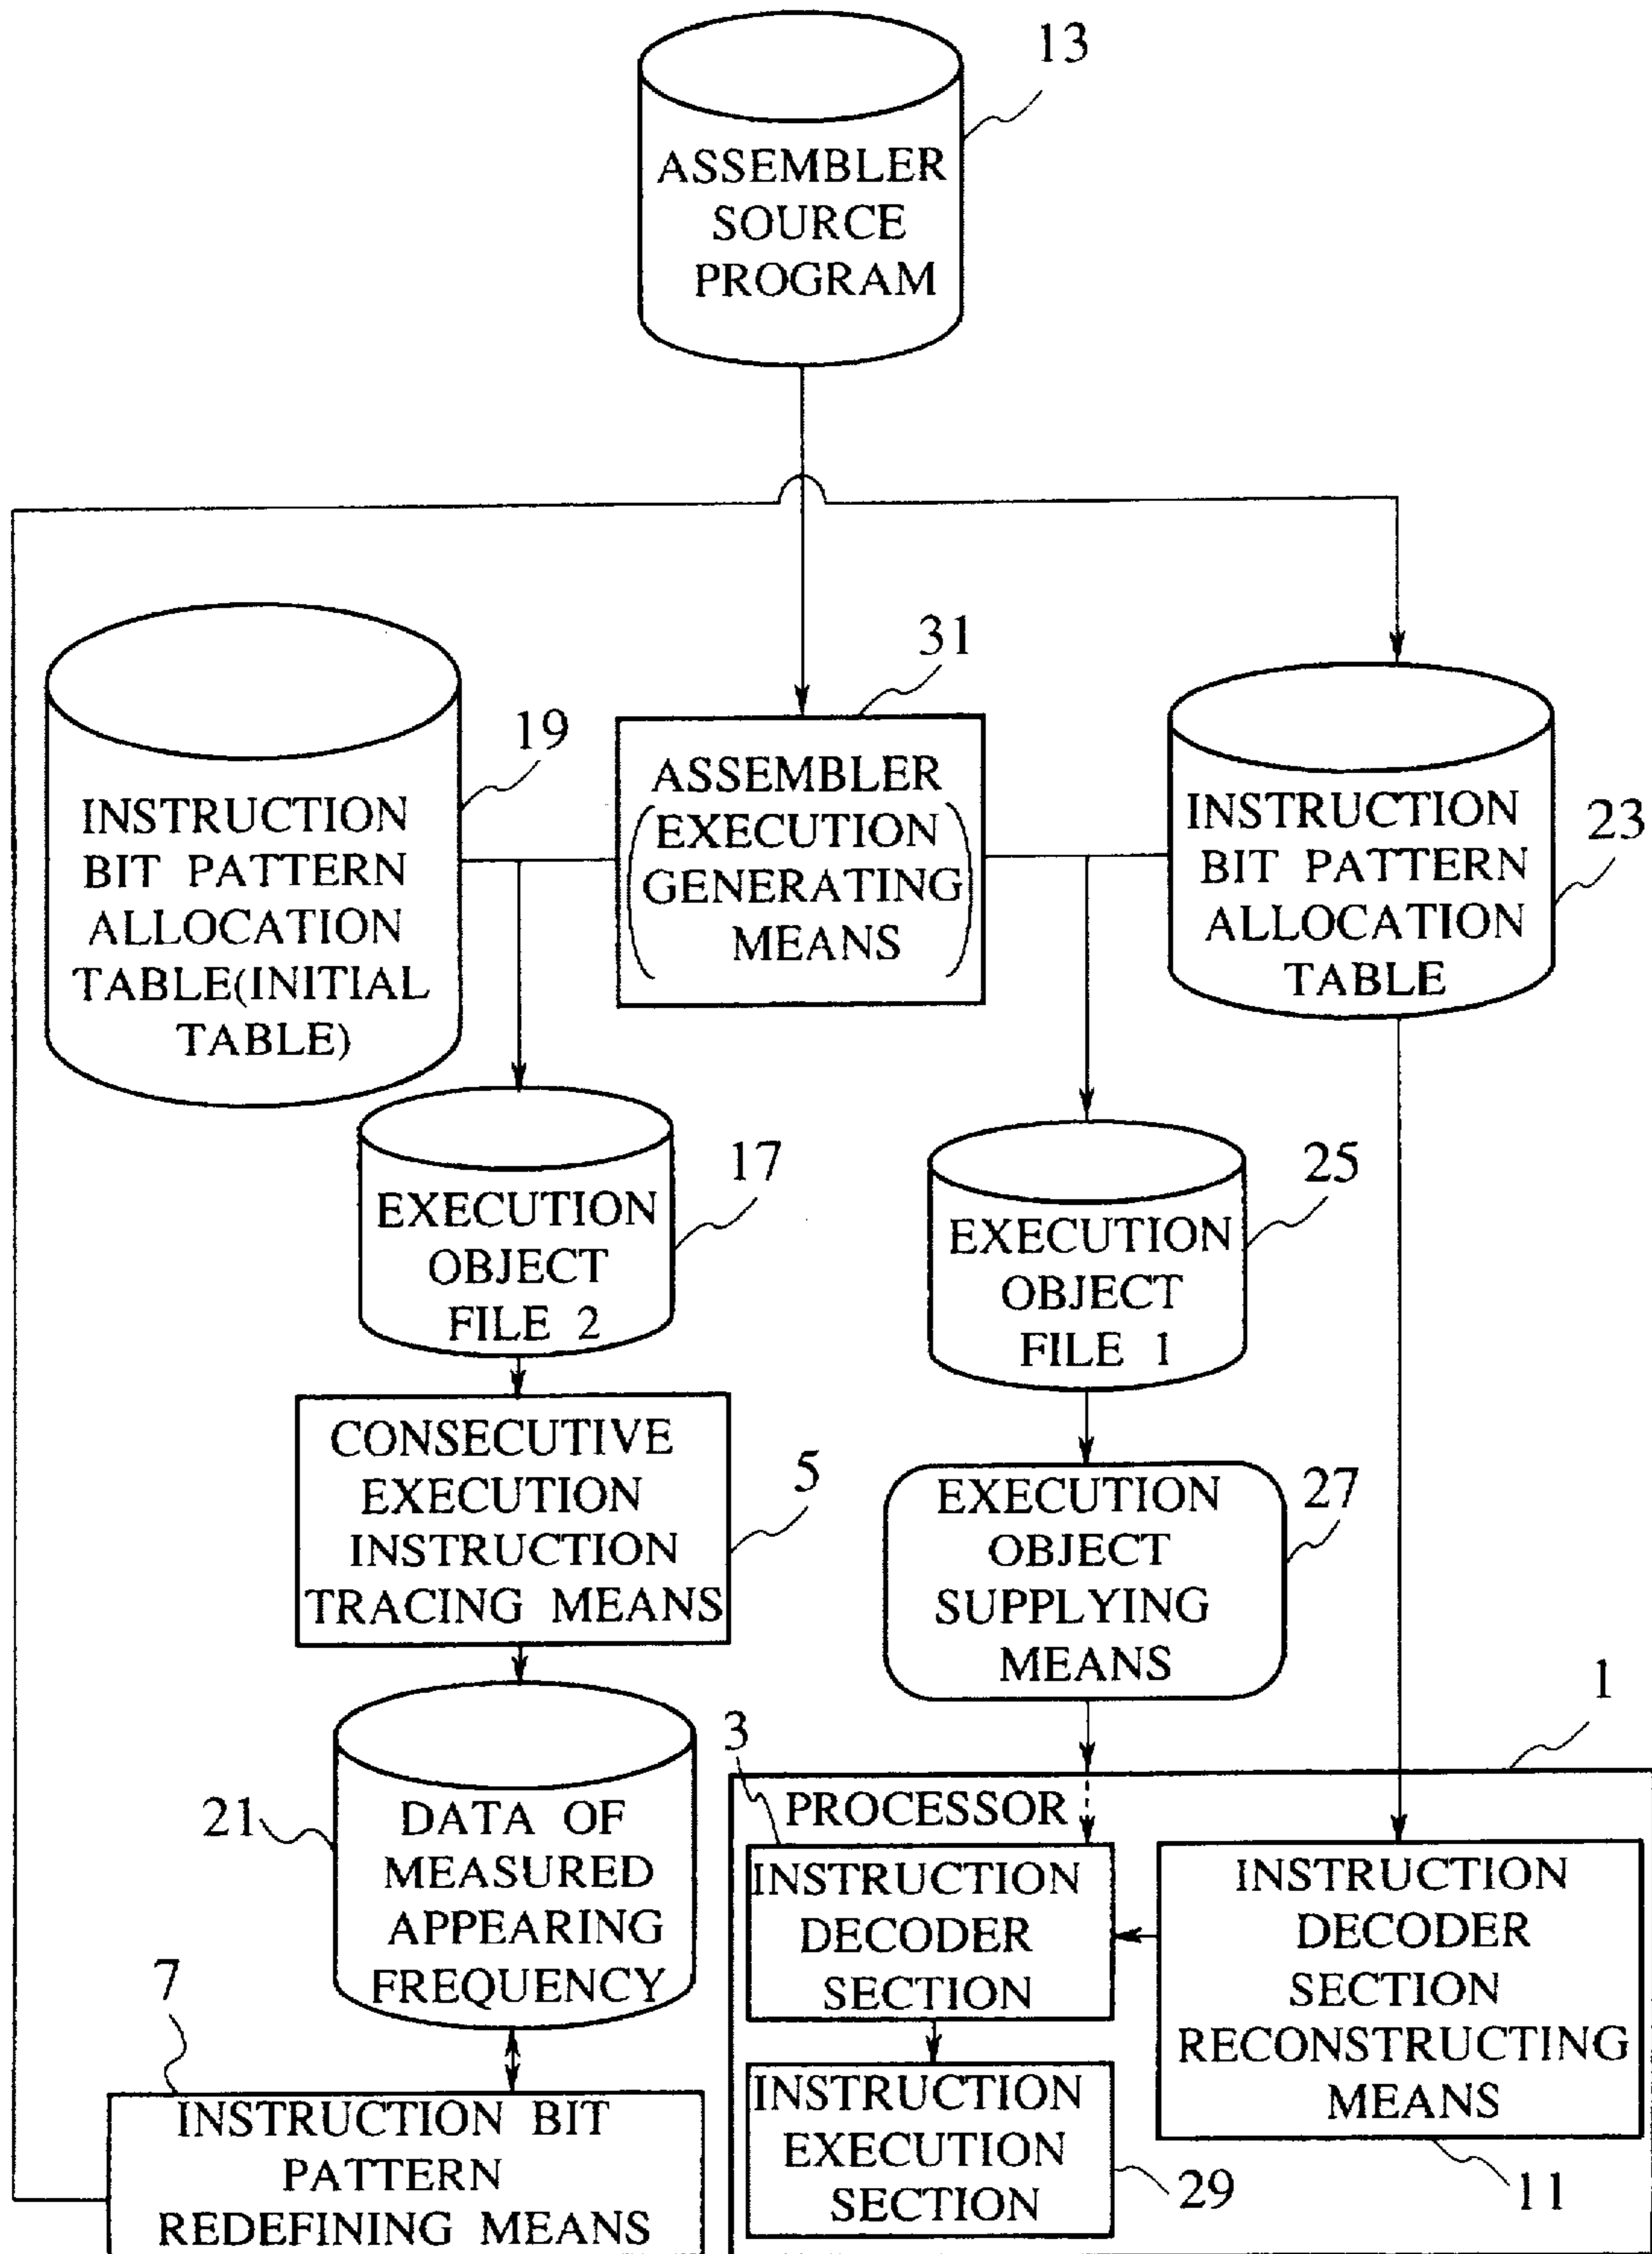 13
ASSEMBLER
SOURCE
PROGRAM
31
19
INSTRUCTION
BIT PATTERN
ALLOCATION
TABLE(INITIAL
TABLE)
ASSEMBLER
(EXECUTION
GENERATING
MEANS)
INSTRUCTION
BIT PATTERN
ALLOCATION
TABLE
23
17
EXECUTION
OBJECT
FILE 2
25
EXECUTION
OBJECT
FILE 1
CONSECUTIVE
EXECUTION
INSTRUCTION
TRACING MEANS
5
EXECUTION
OBJECT
SUPPLYING
MEANS
27
21
DATA OF
MEASURED
APPEARING
FREQUENCY
3
1
PROCESSOR
INSTRUCTION
DECODER
SECTION
INSTRUCTION
DECODER
SECTION
RECONSTRUCTING
MEANS
7
INSTRUCTION BIT
PATTERN
REDEFINING MEANS
INSTRUCTION
EXECUTION
SECTION
29
11